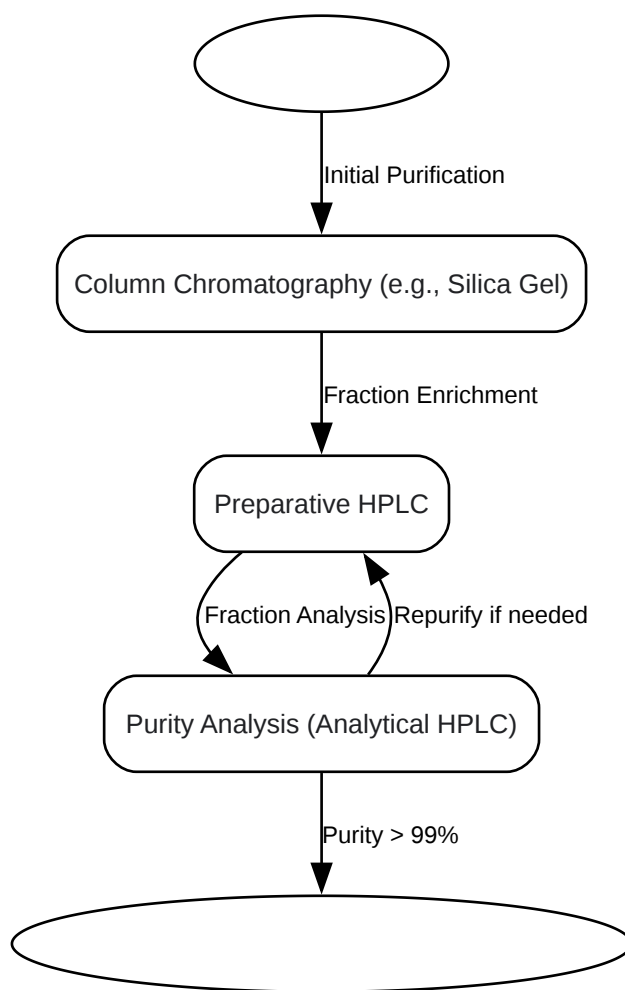 Initial Purification
Column Chromatography (e.g., Silica Gel)
Fraction Enrichment
Preparative HPLC
Fraction Analysis
Repurify if needed
Purity Analysis (Analytical HPLC)
Purity > 99%